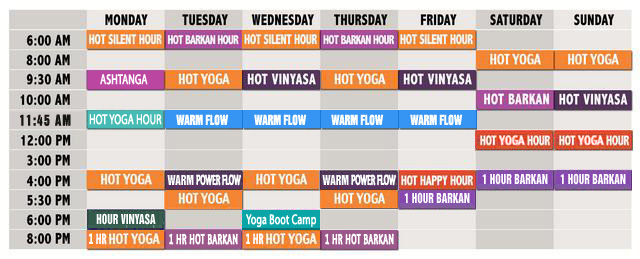 MONDAY TUESDAY WEDNESDAY THURSDAY FRIDAY SATURDAY SUNDAY
6:00 AM HOT SILENT HOUR HOT BARKAN HOUR HOT SILENT HOUR HOT BARKAN HOUR HOT SILENT HOUR
8:00 AM HOT YOGA HOT YOGA
9:30 AM ASHTANGA HOT YOGA HOT VINYASA HOT YOGA HOT VINYASA
10:00 AM HOT BARKAN HOT VINYASA
11:45 AM HOT YOGA HOUR WARM FLOW WARM FLOW WARM FLOW WARM FLOW
12:00 PM HOT YOGA HOUR HOT YOGA HOUR
3:00 PM
4:00 PM HOT YOGA WARM POWER FLOW HOT YOGA WARM POWER FLOW HOT HAPPY HOUR 1 HOUR BARKAN 1 HOUR BARKAN
5:30 PM HOT YOGA HOT YOGA 1 HOUR BARKAN
6:00 PM HOUR VINYASA Yoga Boot Camp
8:00 PM 1 HR HOT YOGA 1 HR HOT BARKAN 1 HR HOT YOGA 1 HR HOT BARKAN